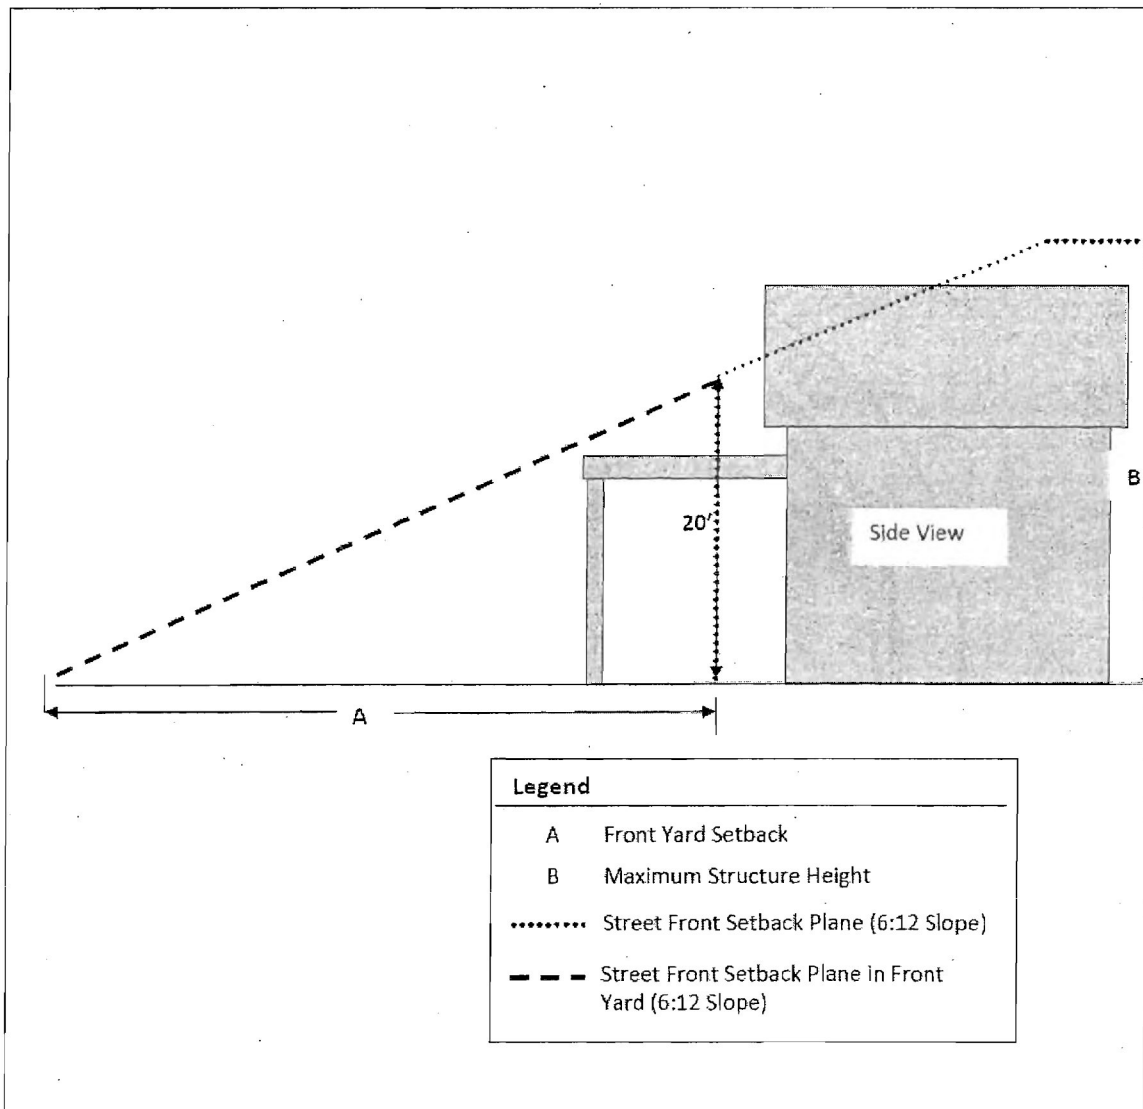 B
20'
Side View
A
Legend
A Front Yard Setback
B Maximum Structure Height
Street Front Setback Plane (6:12 Slope)
Street Front Setback Plane in Front
Yard (6:12 Slope)